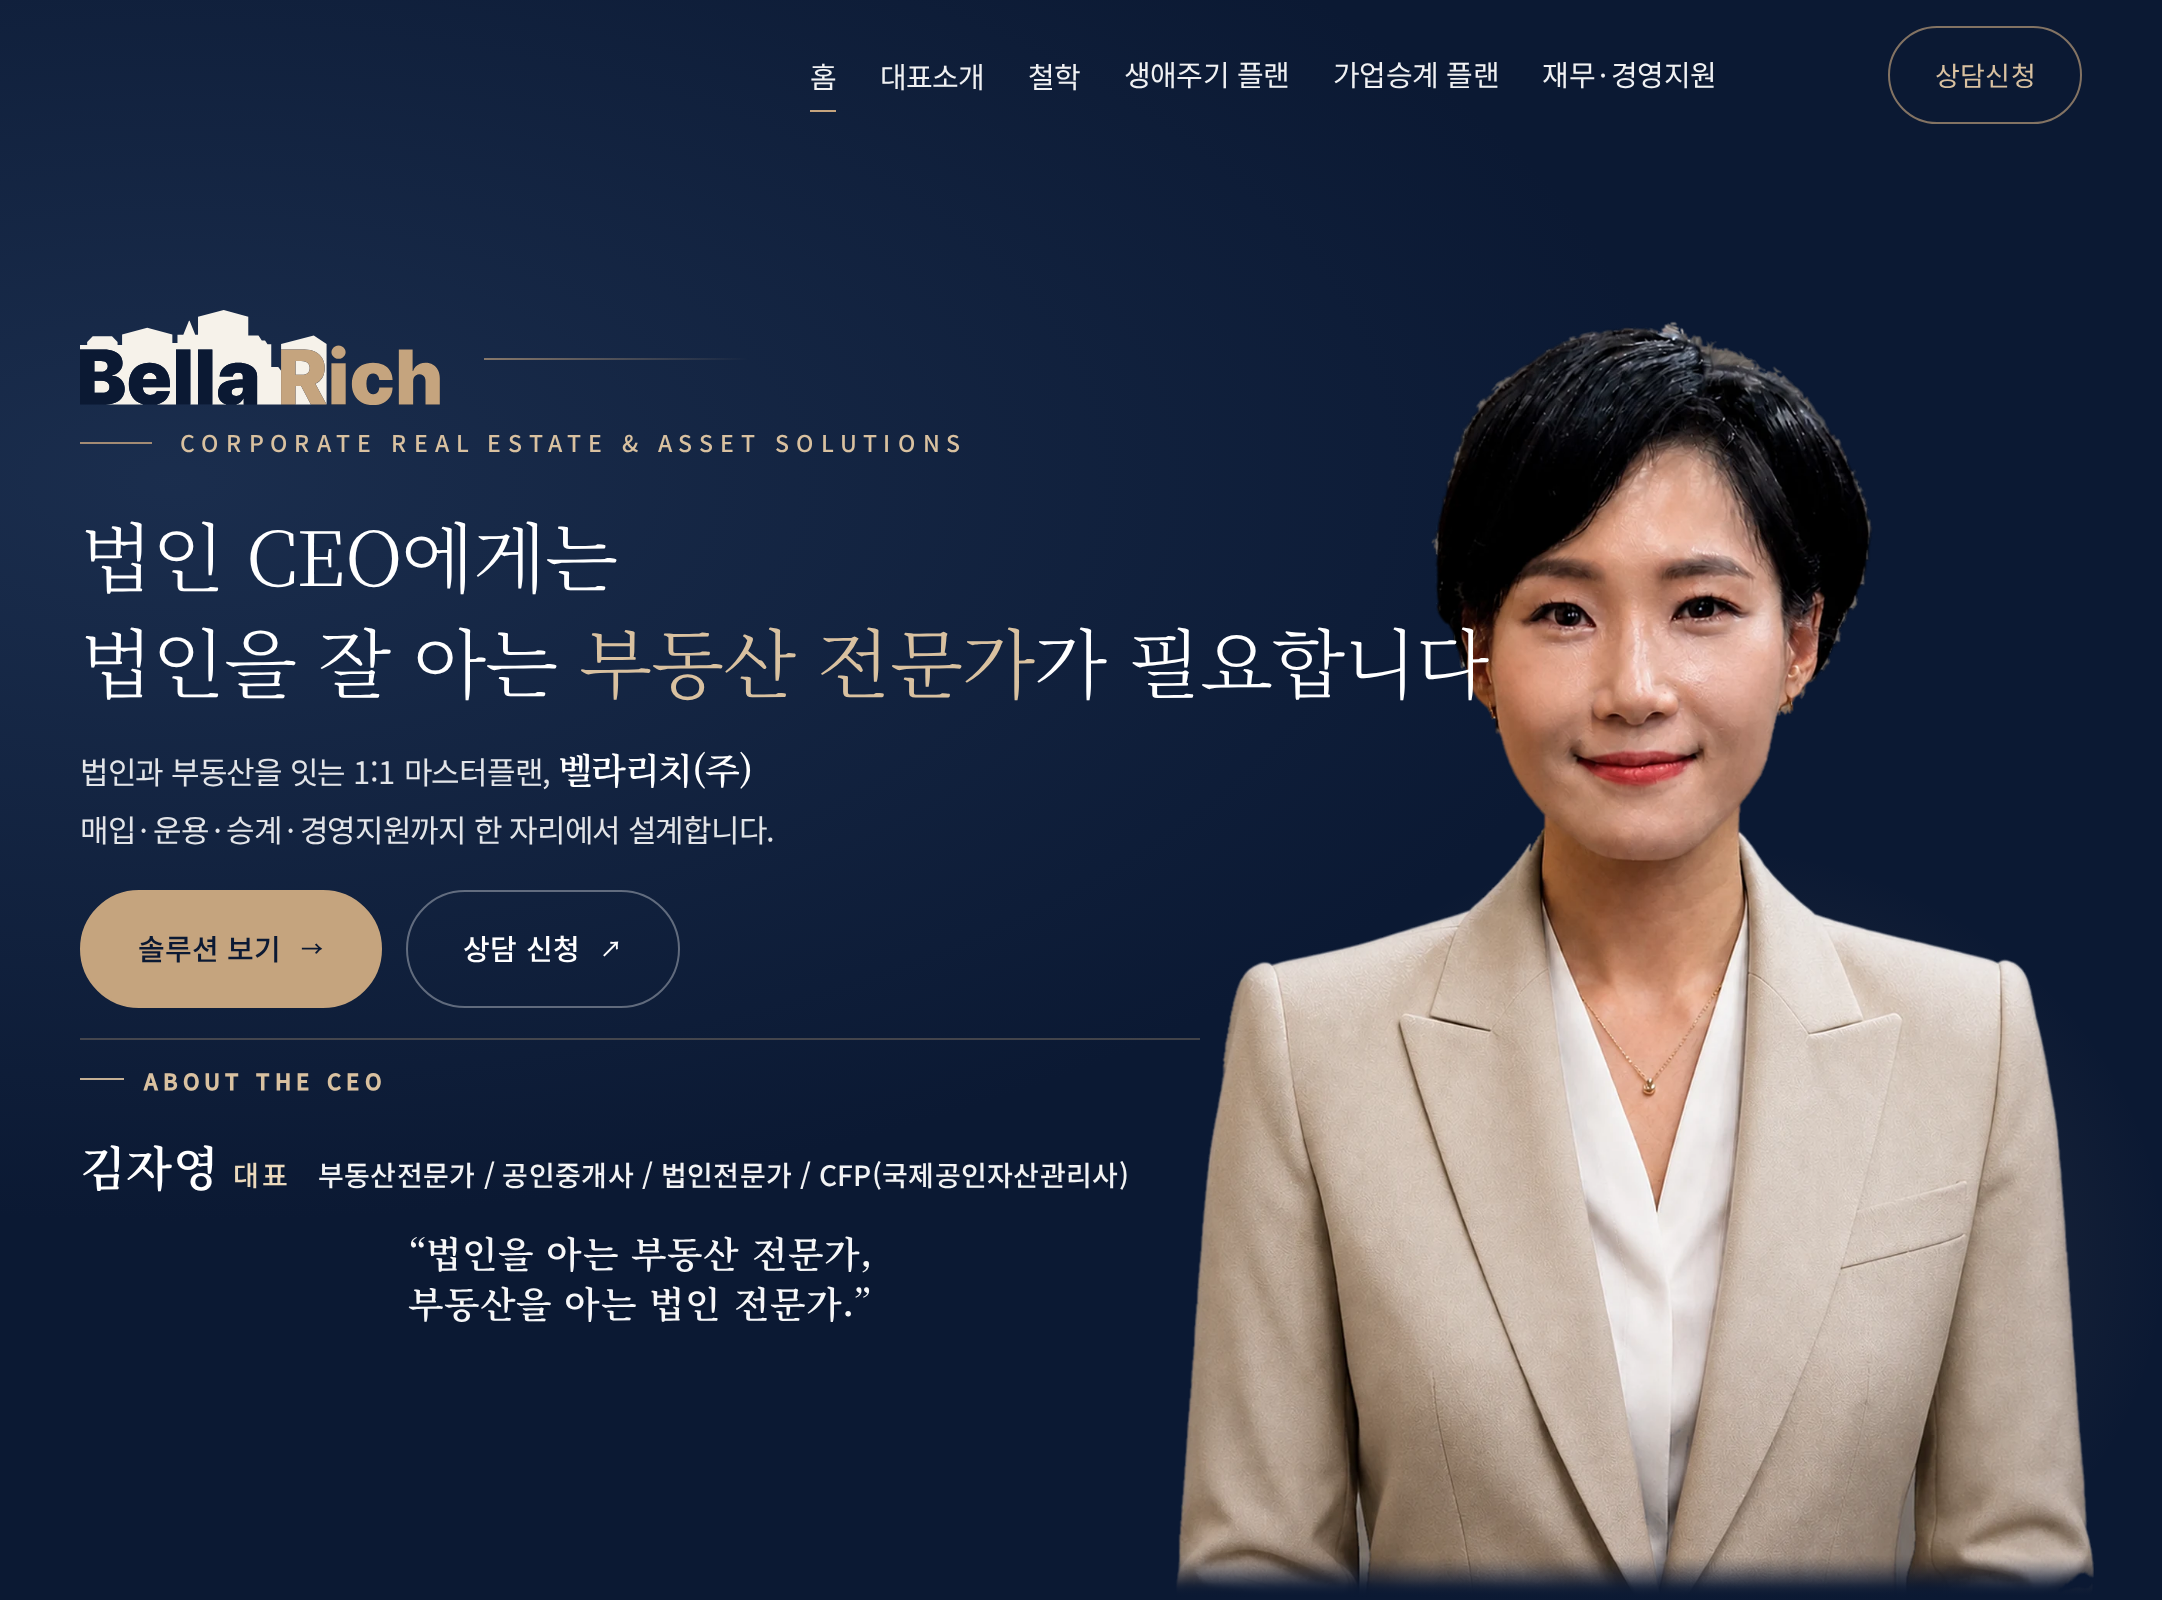 홈 대표소개 철학 생애주기 플랜 가업승계 플랜 재무·경영지원 상담신청
Bella Rich
CORPORATE REAL ESTATE & ASSET SOLUTIONS
법인 CEO에게는
법인을 잘 아는 부동산 전문가가 필요합니다
법인과 부동산을 잇는 1:1 마스터플랜, 벨라리치(주)
매입·운용·승계·경영지원까지 한 자리에서 설계합니다.
솔루션 보기 → 상담 신청 ↗
ABOUT THE CEO
김자영 대표 부동산전문가 / 공인중개사 / 법인전문가 / CFP(국제공인자산관리사)
“법인을 아는 부동산 전문가,
부동산을 아는 법인 전문가.”